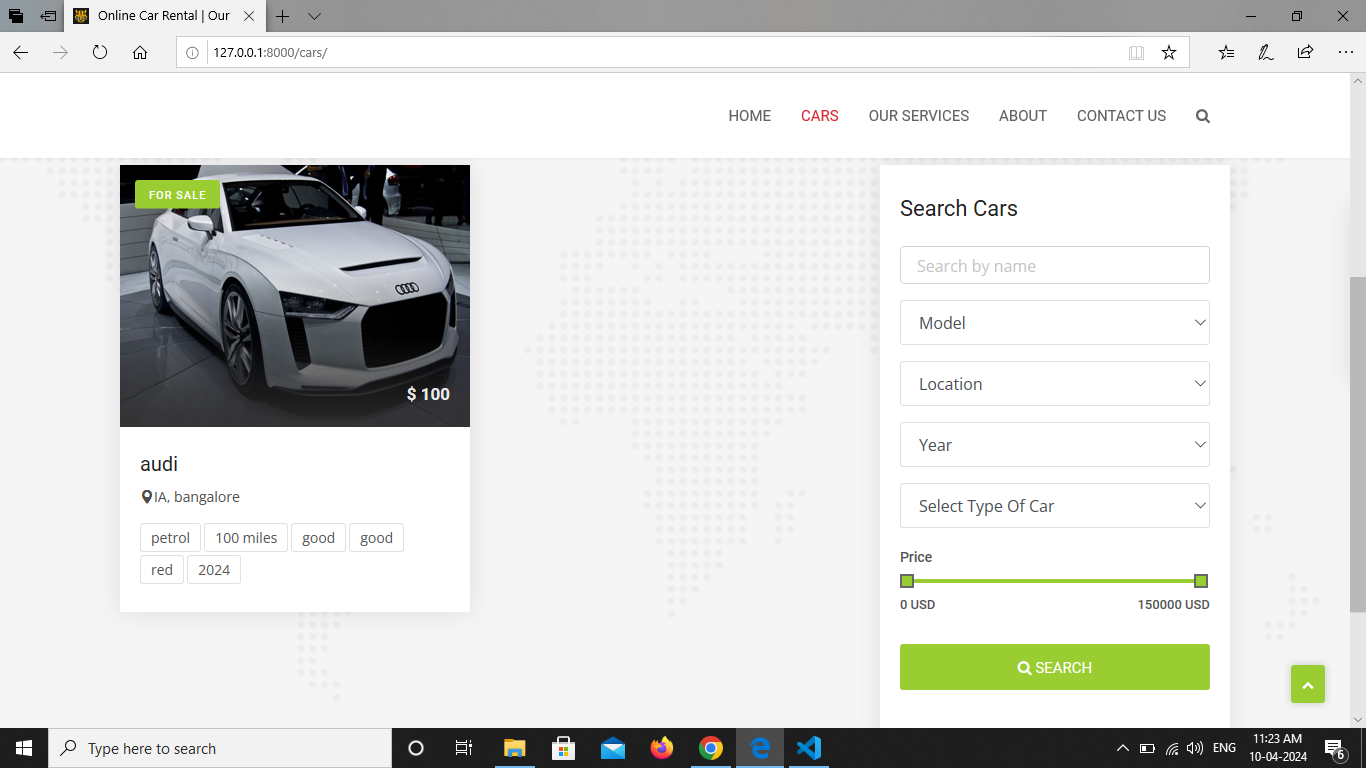 Online Car Rental | Our
127.0.0.1:8000/cars/
HOME CARS OUR SERVICES ABOUT CONTACT US
FOR SALE
$ 100
audi
IA, bangalore
petrol 100 miles good good
red 2024
Search Cars
Search by name
Model
Location
Year
Select Type Of Car
Price
0 USD 150000 USD
SEARCH
Type here to search
ENG
11:23 AM
10-04-2024
6